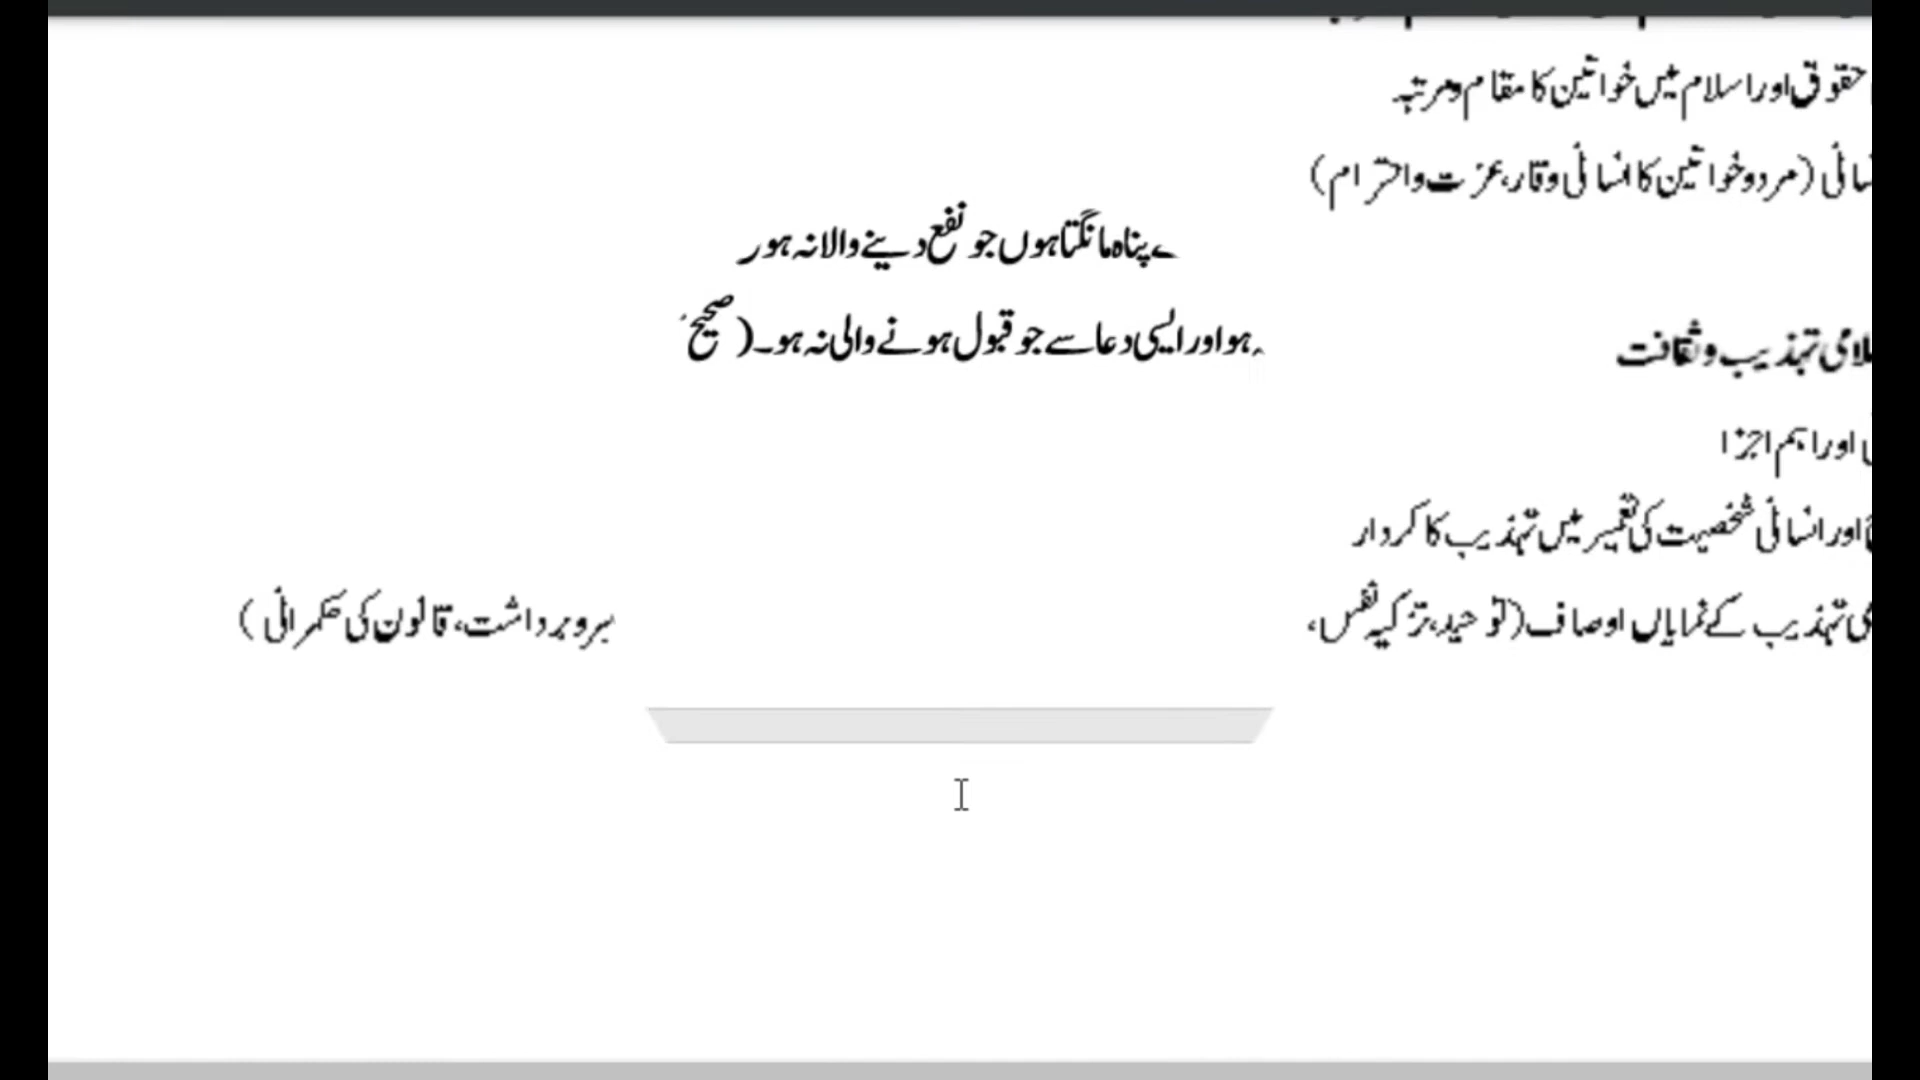 حقوق اور اسلام میں خواتین کا مقام و مرتبہ
(مرد و خواتین کا انسانی وقار، عزت و احترام)
پناہ مانگتا ہوں جو نفع دینے والا نہ ہو ر
ہو اور ایسی دعا سے جو قبول ہونے والی نہ ہو۔ (صحیح
تہذیب و ثقافت
اور اہم اجزا
اور انسانی شخصیت کی تعمیر میں تہذیب کا کردار
تہذیب کے نمایاں اوصاف (توحید، تزکیہ نفس،
و برداشت، قانون کی حکمرانی)